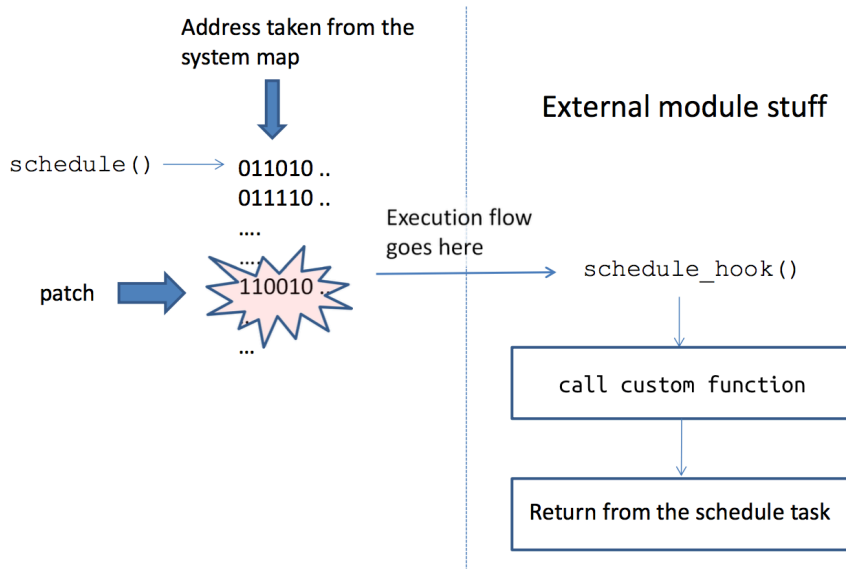 Address taken from the
system map
External module stuff
schedule()
011010 ..
011110 ..
....
....
110010 ..
..
...
patch
Execution flow
goes here
schedule_hook()
call custom function
Return from the schedule task